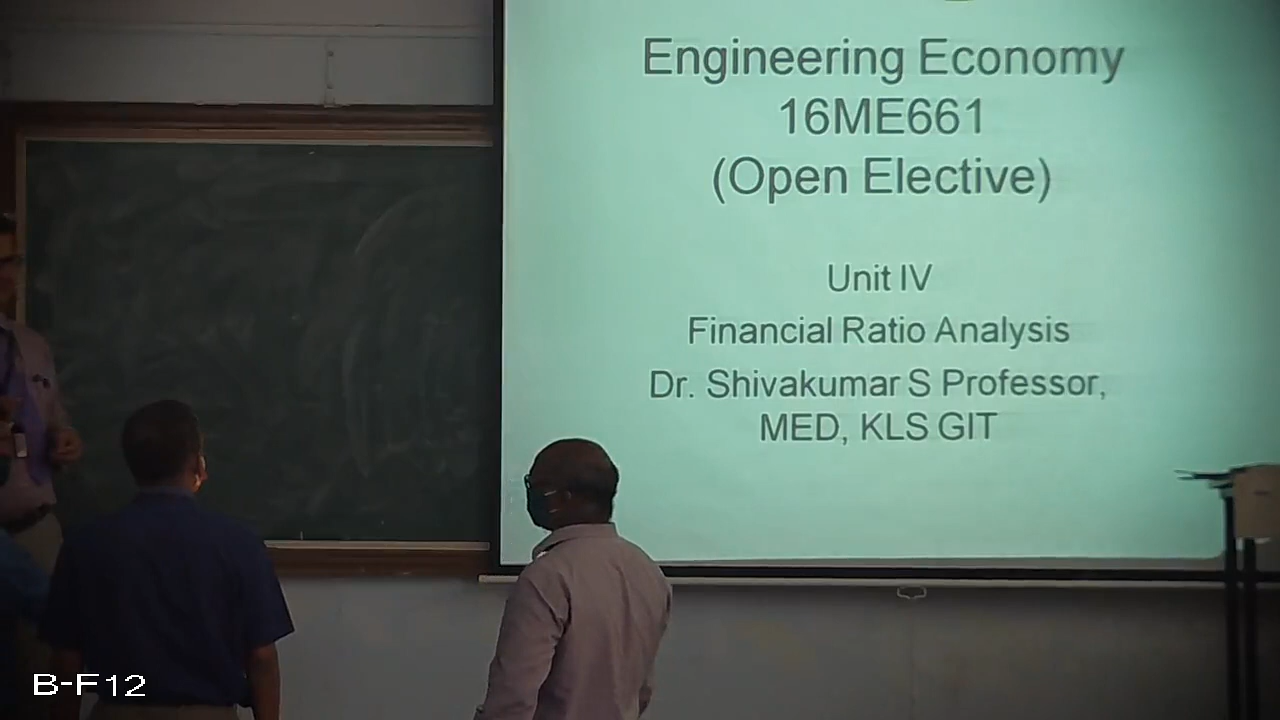 Engineering Economy
16ME661
(Open Elective)
Unit IV
Financial Ratio Analysis
Dr. Shivakumar S Professor,
MED, KLS GIT
B-F12